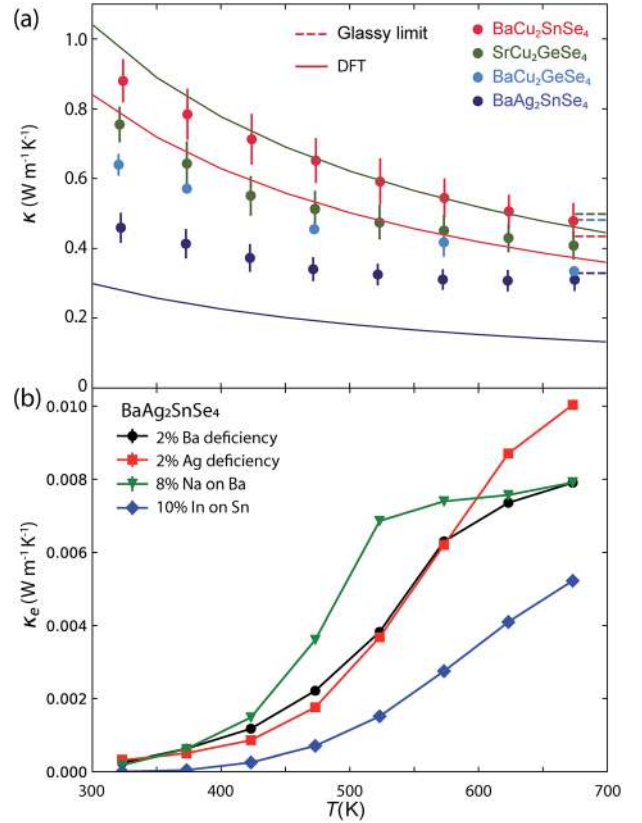 (a)
1.0
0.8
0.6
0.4
0.2
0
κ (W m⁻¹ K⁻¹)
Glassy limit
DFT
BaCu₂SnSe₄
SrCu₂GeSe₄
BaCu₂GeSe₄
BaAg₂SnSe₄
(b)
0.010
0.008
0.006
0.004
0.002
0.000
κₑ (W m⁻¹ K⁻¹)
BaAg₂SnSe₄
2% Ba deficiency
2% Ag deficiency
8% Na on Ba
10% In on Sn
300 400 500 600 700
T(K)